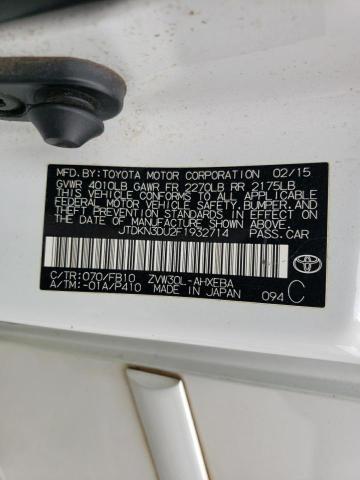 MFD.BY:TOYOTA MOTOR CORPORATION 02/15
GVWR 4010LB GAWR FR 2270LB RR 2175LB
THIS VEHICLE CONFORMS TO ALL APPLICABLE
FEDERAL MOTOR VEHICLE SAFETY,BUMPER,AND
THEFT PREVENTION STANDARDS IN EFFECT ON
THE DATE OF MANUFACTURE SHOWN ABOVE.
JTDKN3DU2F1932714 PASS.CAR
C/TR:070/FB10 ZVW30L-AHXEBA
A/TM:-01A/P410 MADE IN JAPAN 094 C